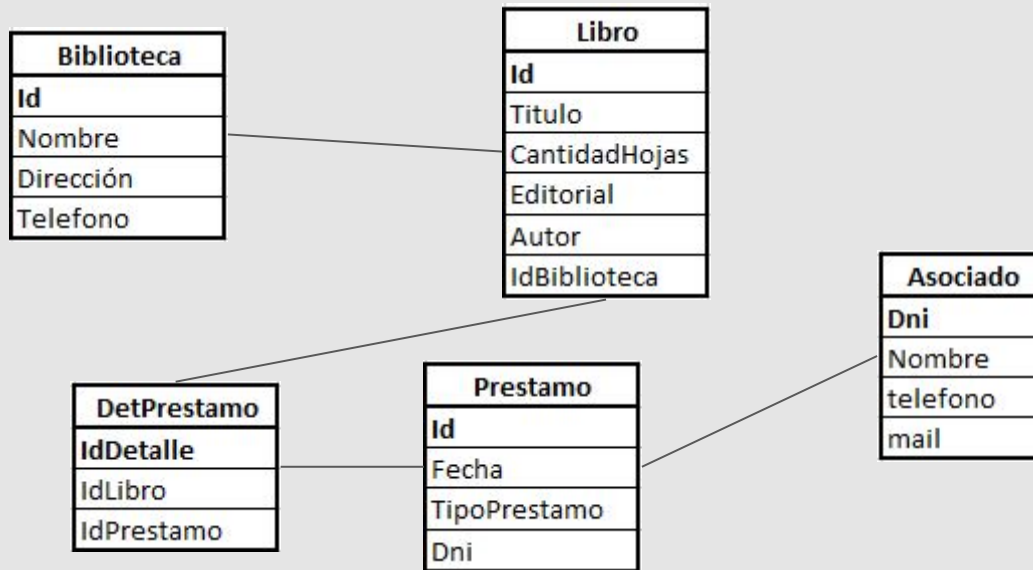 Biblioteca
Id
Nombre
Dirección
Telefono
Libro
Id
Titulo
CantidadHojas
Editorial
Autor
IdBiblioteca
Asociado
Dni
Nombre
telefono
mail
DetPrestamo
IdDetalle
IdLibro
IdPrestamo
Prestamo
Id
Fecha
TipoPrestamo
Dni